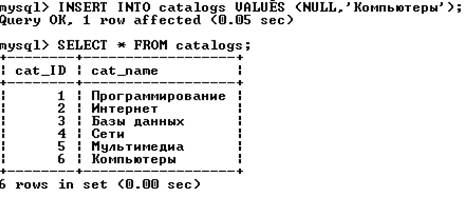 mysql> INSERT INTO catalogs VALUES (NULL,'Компьютеры');
Query OK, 1 row affected (0.05 sec)
mysql> SELECT * FROM catalogs;
+--------+------------------+
| cat_ID | cat_name         |
+--------+------------------+
|      1 | Программирование |
|      2 | Интернет         |
|      3 | Базы данных      |
|      4 | Сети             |
|      5 | Мультимедиа      |
|      6 | Компьютеры       |
+--------+------------------+
6 rows in set (0.00 sec)